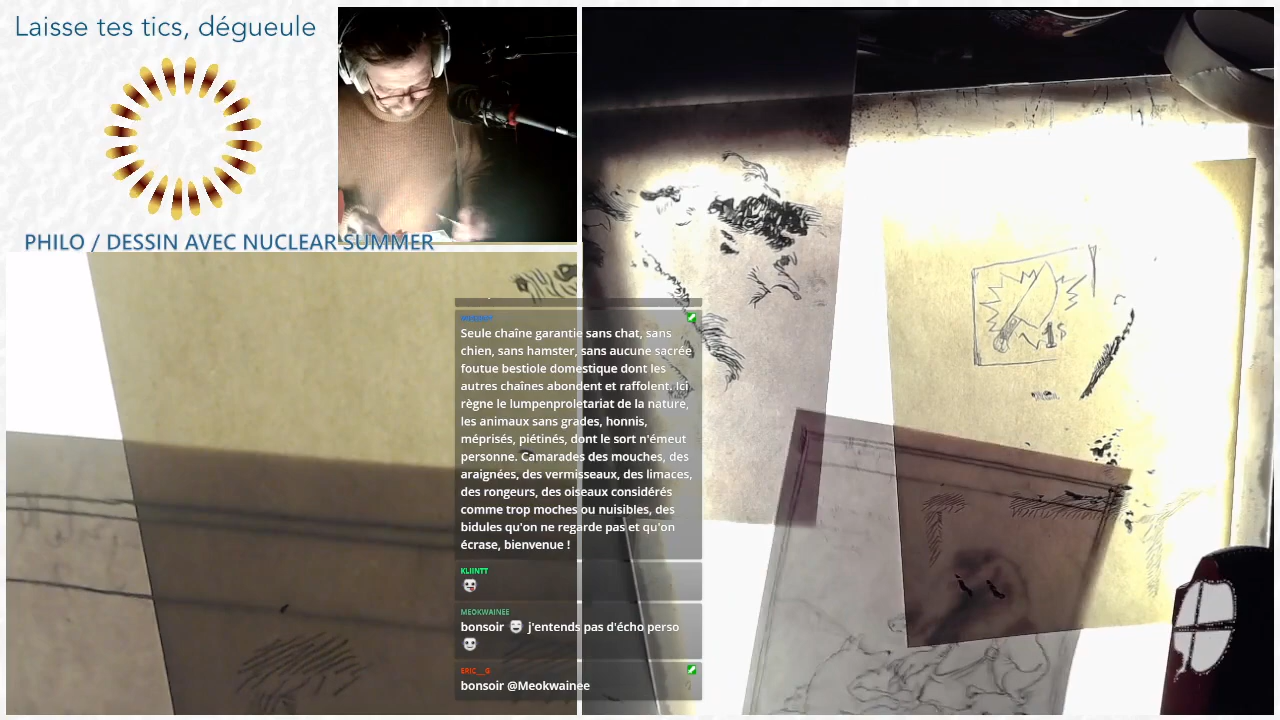 Laisse tes tics, dégueule
PHILO / DESSIN AVEC NUCLEAR SUMMER
Seule chaîne garantie sans chat, sans
chien, sans hamster, sans aucune sacrée
foutue bestiole domestique dont les
autres chaînes abondent et raffolent. Ici
règne le lumpenproletariat de la nature,
les animaux sans grades, honnis,
méprisés, piétinés, dont le sort n'émeut
personne. Camarades des mouches, des
araignées, des vermisseaux, des limaces,
des rongeurs, des oiseaux considérés
comme trop moches ou nuisibles, des
bidules qu'on ne regarde pas et qu'on
écrase, bienvenue !
KLIINTT
MEOKWAINEE
bonsoir j'entends pas d'écho perso
ERIC__G
bonsoir @Meokwainee